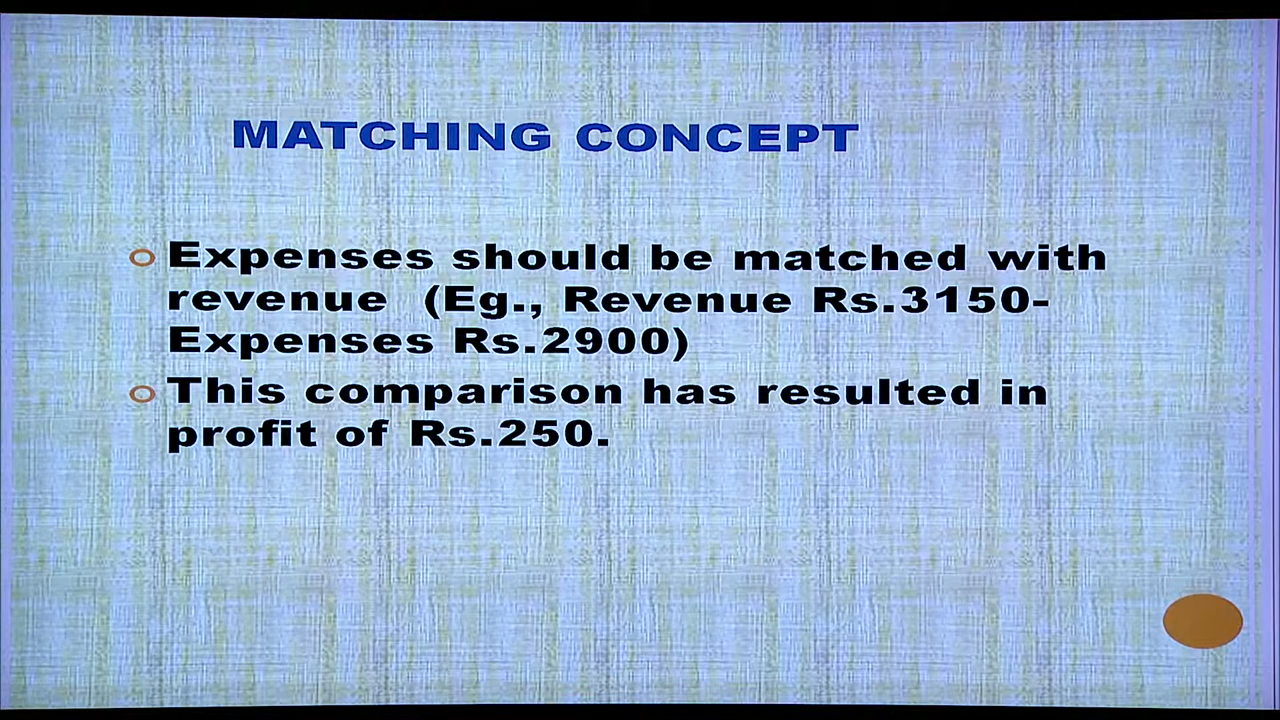 MATCHING CONCEPT
Expenses should be matched with
revenue (Eg., Revenue Rs.3150-
Expenses Rs.2900)
This comparison has resulted in
profit of Rs.250.